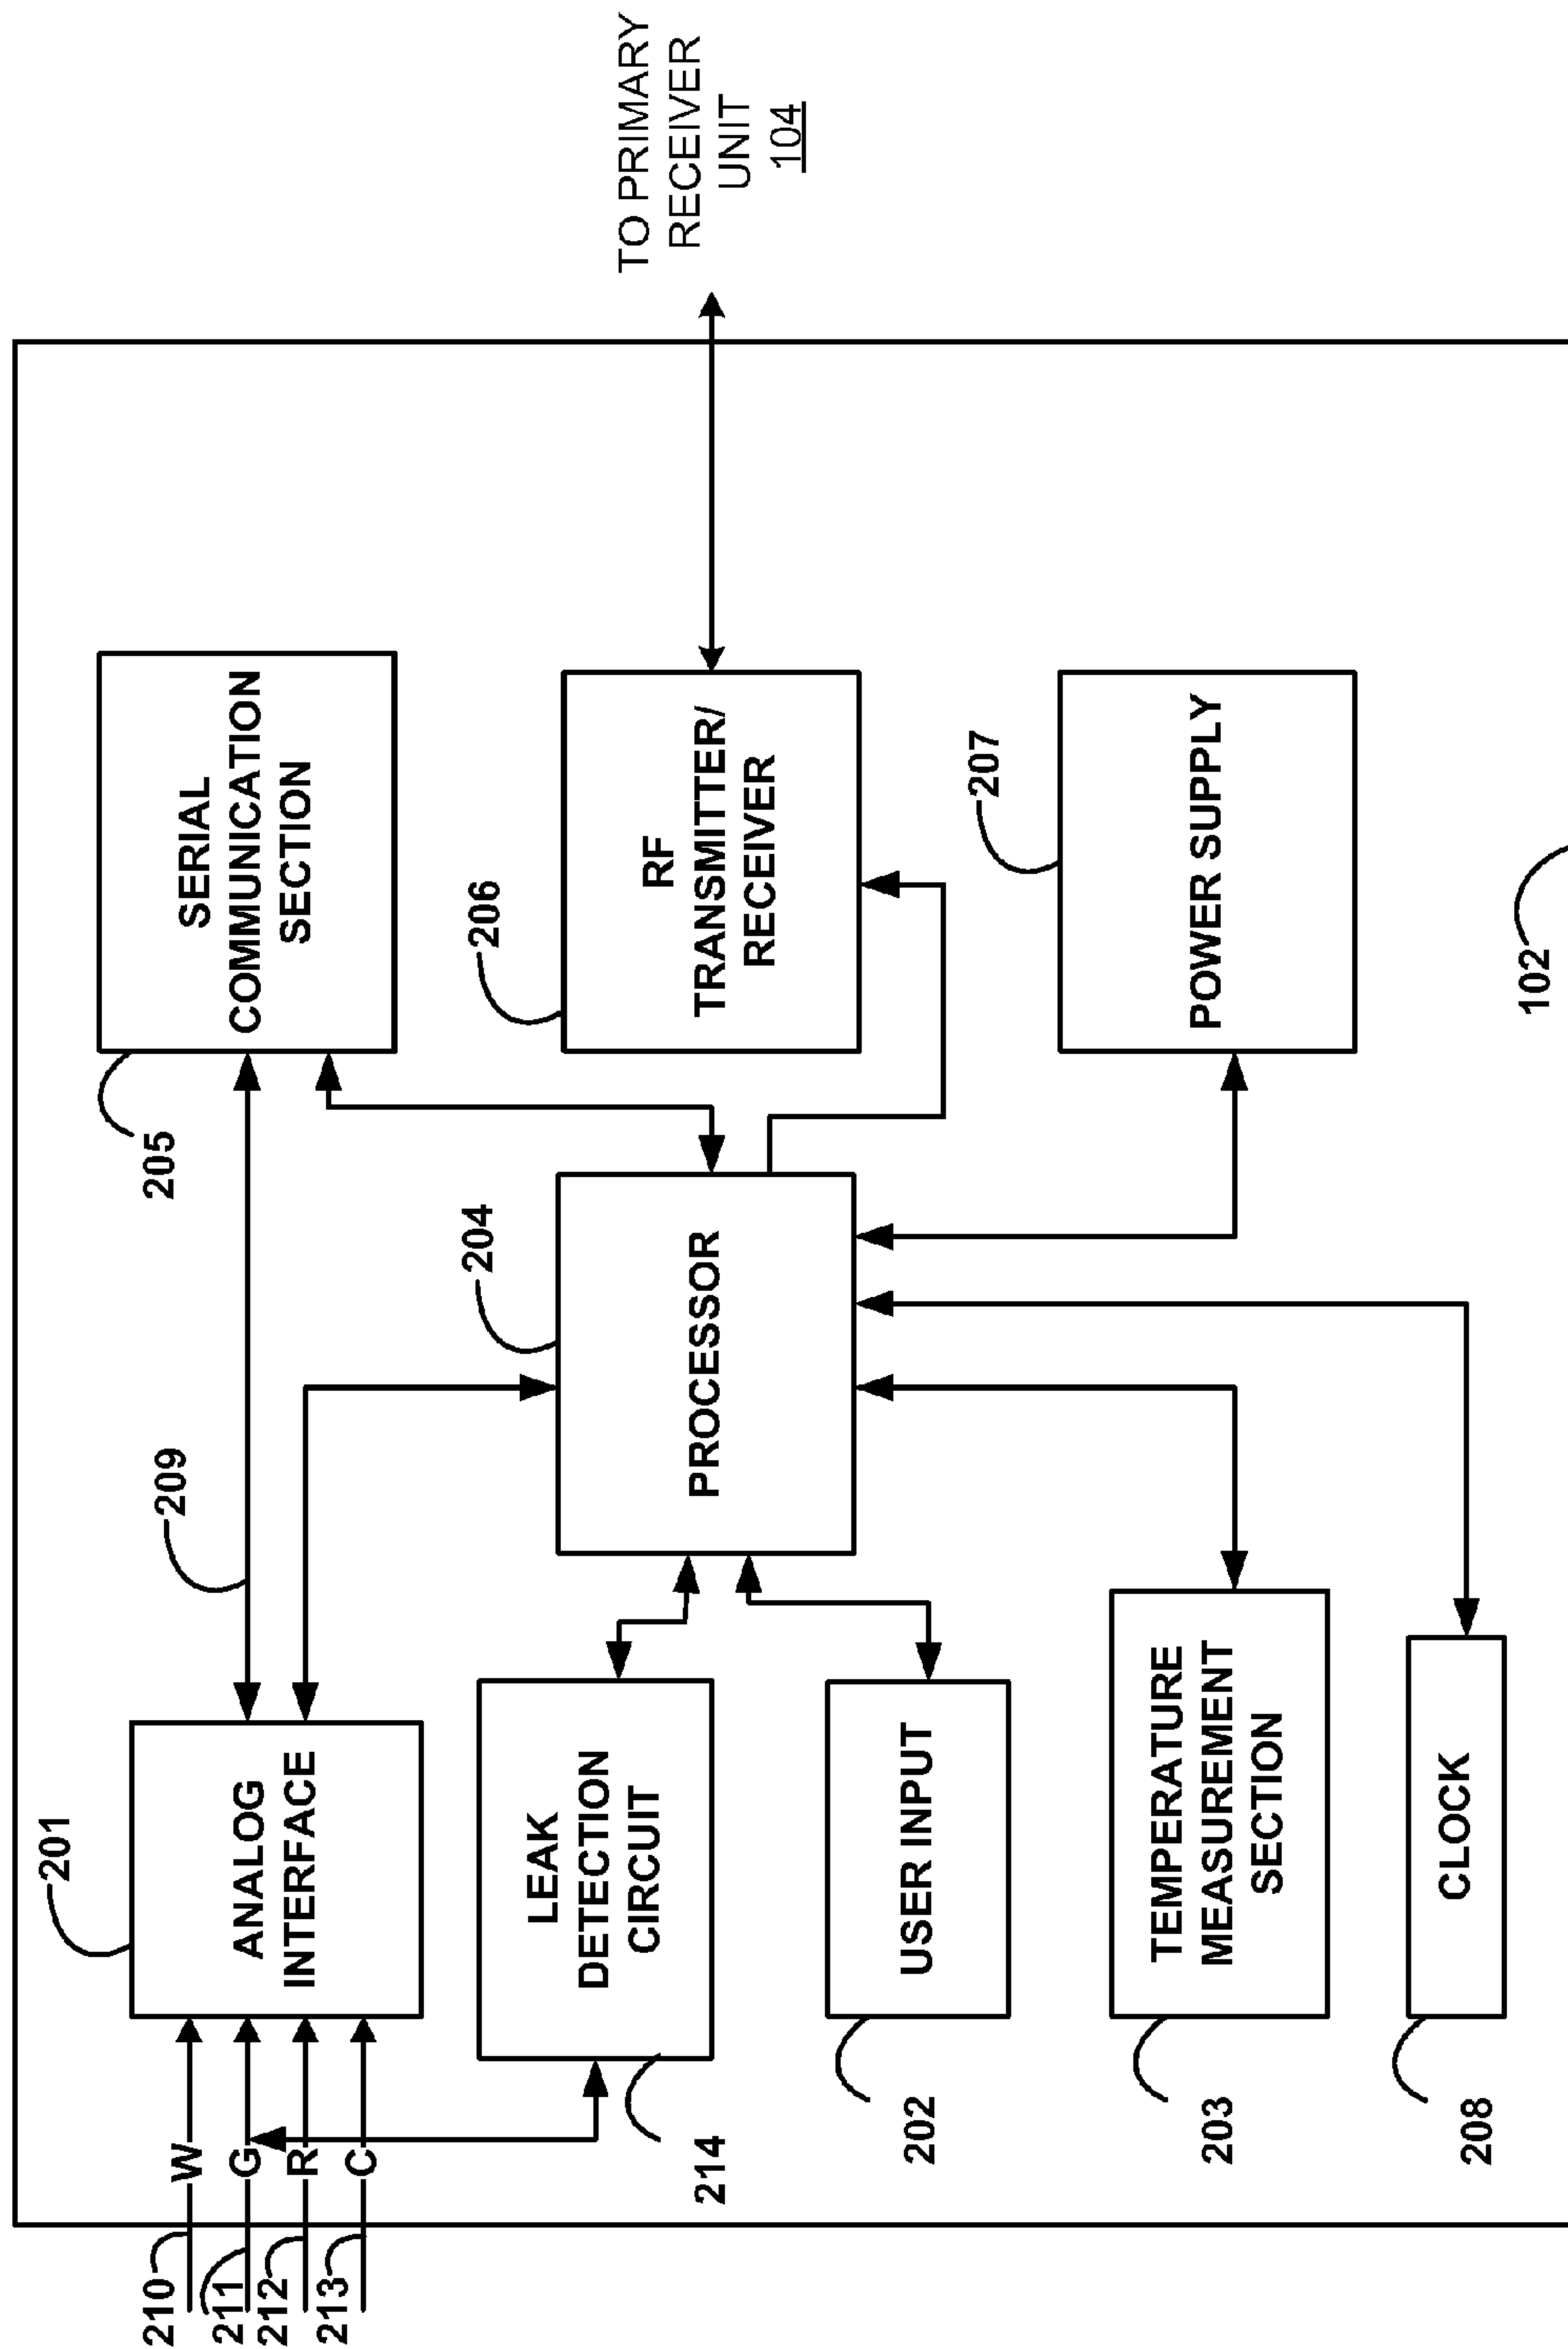 210
211
212
213
W
G
R
C
201
ANALOG
INTERFACE
209
205
SERIAL
COMMUNICATION
SECTION
214
LEAK
DETECTION
CIRCUIT
204
PROCESSOR
206
RF
TRANSMITTER/
RECEIVER
TO PRIMARY
RECEIVER
UNIT
104
202
USER INPUT
207
POWER SUPPLY
203
TEMPERATURE
MEASUREMENT
SECTION
208
CLOCK
102